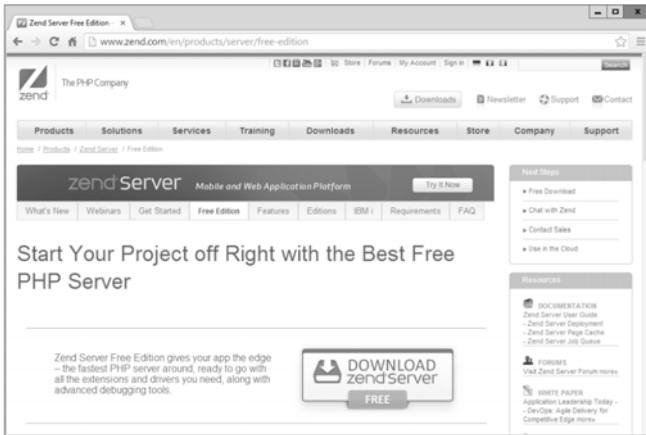 Zend Server Free Edition -
www.zend.com/en/products/server/free-edition
Store Forums My Account Sign in
Search
zend
The PHP Company
Downloads Newsletter Support Contact
Products Solutions Services Training Downloads Resources Store Company Support
Home / Products / Zend Server / Free Edition
zend Server Mobile and Web Application Platform Try It Now
What's New Webinars Get Started Free Edition Features Editions IBM i Requirements FAQ
Start Your Project off Right with the Best Free
PHP Server
Zend Server Free Edition gives your app the edge
– the fastest PHP server around, ready to go with
all the extensions and drivers you need, along with
advanced debugging tools.
DOWNLOAD
zend Server
FREE
Next Steps
Free Download
Chat with Zend
Contact Sales
Use in the Cloud
Resources
DOCUMENTATION
Zend Server User Guide
- Zend Server Deployment
- Zend Server Page Cache
- Zend Server Job Queue
FORUMS
Visit Zend Server Forum more»
WHITE PAPER
Application Leadership Today -
- DevOps: Agile Delivery for
Competitive Edge more»